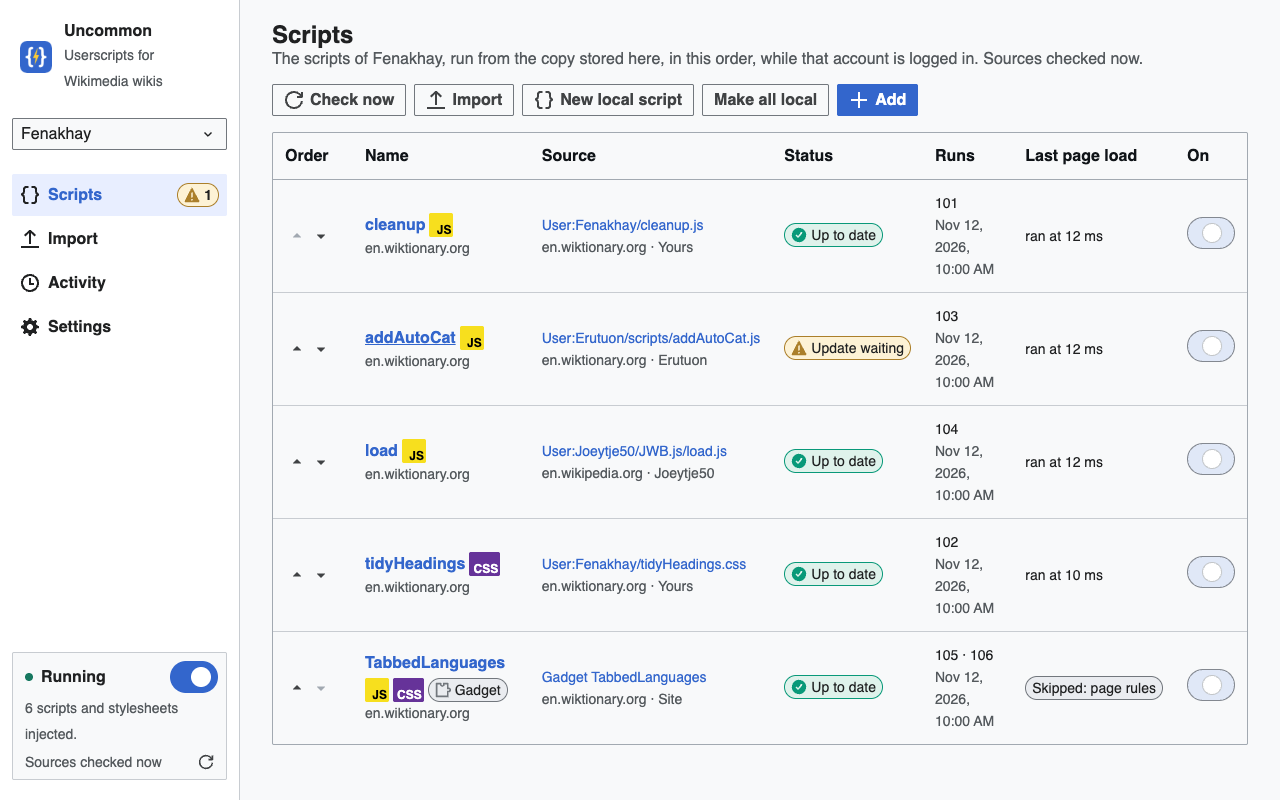 Uncommon
Userscripts for
Wikimedia wikis
Fenakhay
Scripts
1
Import
Activity
Settings
Running
6 scripts and stylesheets
injected.
Sources checked now
Scripts
The scripts of Fenakhay, run from the copy stored here, in this order, while that account is logged in. Sources checked now.
Check now
Import
{} New local script
Make all local
Add
Order Name Source Status Runs Last page load On
cleanup JS
en.wiktionary.org
User:Fenakhay/cleanup.js
en.wiktionary.org · Yours
Up to date
101
Nov 12,
2026,
10:00 AM
ran at 12 ms
addAutoCat JS
en.wiktionary.org
User:Erutuon/scripts/addAutoCat.js
en.wiktionary.org · Erutuon
Update waiting
103
Nov 12,
2026,
10:00 AM
ran at 12 ms
load JS
en.wiktionary.org
User:Joeytje50/JWB.js/load.js
en.wikipedia.org · Joeytje50
Up to date
104
Nov 12,
2026,
10:00 AM
ran at 12 ms
tidyHeadings CSS
en.wiktionary.org
User:Fenakhay/tidyHeadings.css
en.wiktionary.org · Yours
Up to date
102
Nov 12,
2026,
10:00 AM
ran at 10 ms
TabbedLanguages
JS CSS Gadget
en.wiktionary.org
Gadget TabbedLanguages
en.wiktionary.org · Site
Up to date
105 · 106
Nov 12,
2026,
10:00 AM
Skipped: page rules